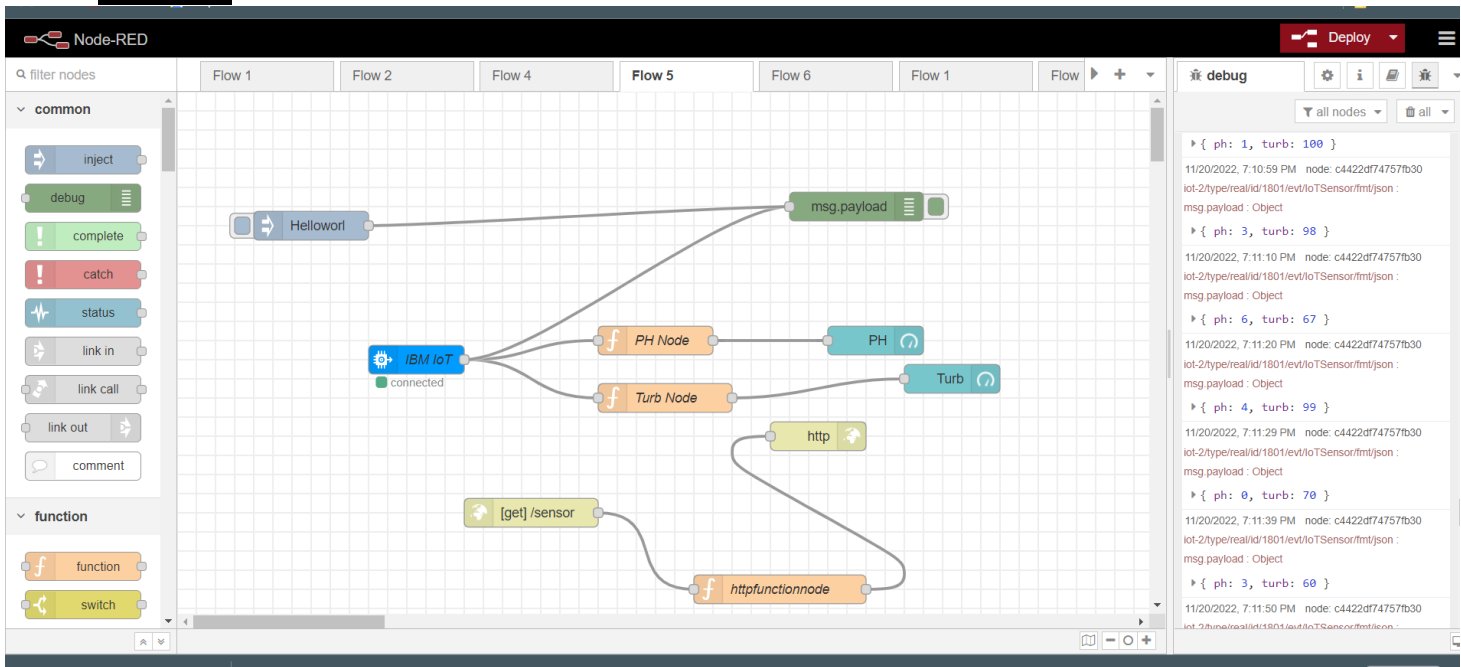 Node-RED
Deploy
filter nodes
Flow 1
Flow 2
Flow 4
Flow 5
Flow 6
Flow 1
Flow
debug
common
all nodes
all
inject
debug
complete
catch
status
link in
link call
link out
comment
function
function
switch
Helloworl
msg.payload
IBM IoT
connected
PH Node
PH
Turb Node
Turb
http
[get] /sensor
httpfunctionnode
{ ph: 1, turb: 100 }
11/20/2022, 7:10:59 PM node: c4422df74757fb30
iot-2/type/real/id/1801/evt/IoTSensor/fmt/json :
msg.payload : Object
{ ph: 3, turb: 98 }
11/20/2022, 7:11:10 PM node: c4422df74757fb30
iot-2/type/real/id/1801/evt/IoTSensor/fmt/json :
msg.payload : Object
{ ph: 6, turb: 67 }
11/20/2022, 7:11:20 PM node: c4422df74757fb30
iot-2/type/real/id/1801/evt/IoTSensor/fmt/json :
msg.payload : Object
{ ph: 4, turb: 99 }
11/20/2022, 7:11:29 PM node: c4422df74757fb30
iot-2/type/real/id/1801/evt/IoTSensor/fmt/json :
msg.payload : Object
{ ph: 0, turb: 70 }
11/20/2022, 7:11:39 PM node: c4422df74757fb30
iot-2/type/real/id/1801/evt/IoTSensor/fmt/json :
msg.payload : Object
{ ph: 3, turb: 60 }
11/20/2022, 7:11:50 PM node: c4422df74757fb30
iot-2/type/real/id/1801/evt/IoTSensor/fmt/json :